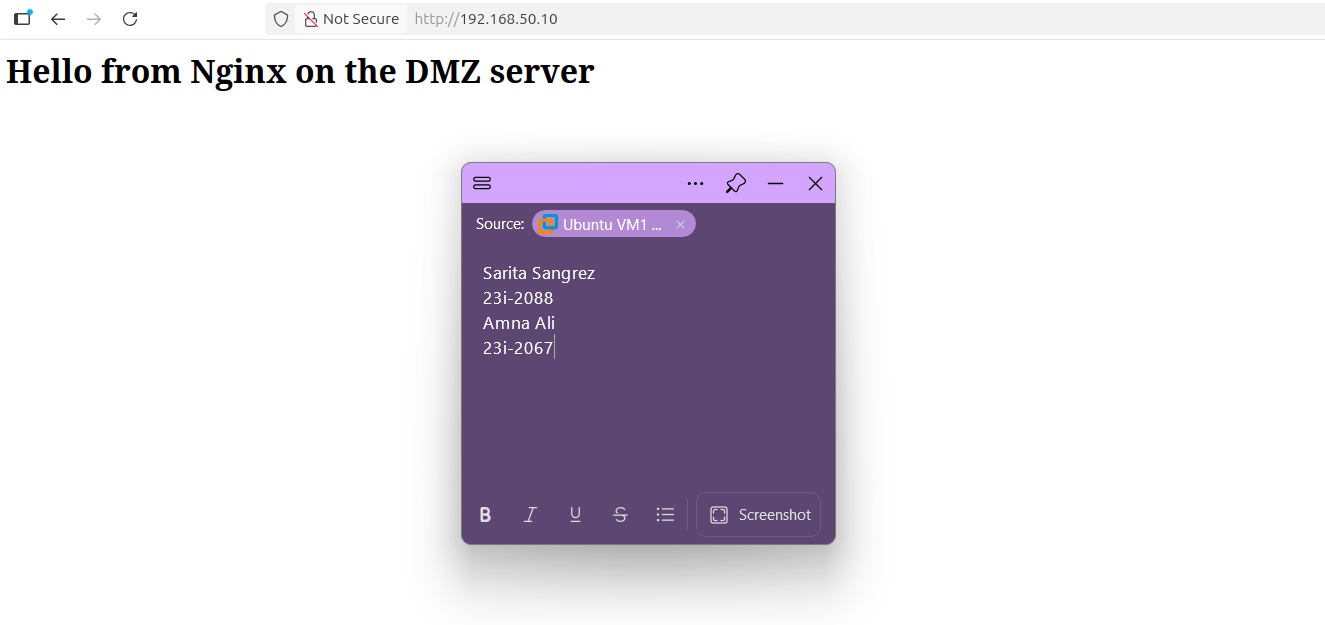 Not Secure http://192.168.50.10
Hello from Nginx on the DMZ server
Source: Ubuntu VM1 ...
Sarita Sangrez
23i-2088
Amna Ali
23i-2067
B I U S Screenshot